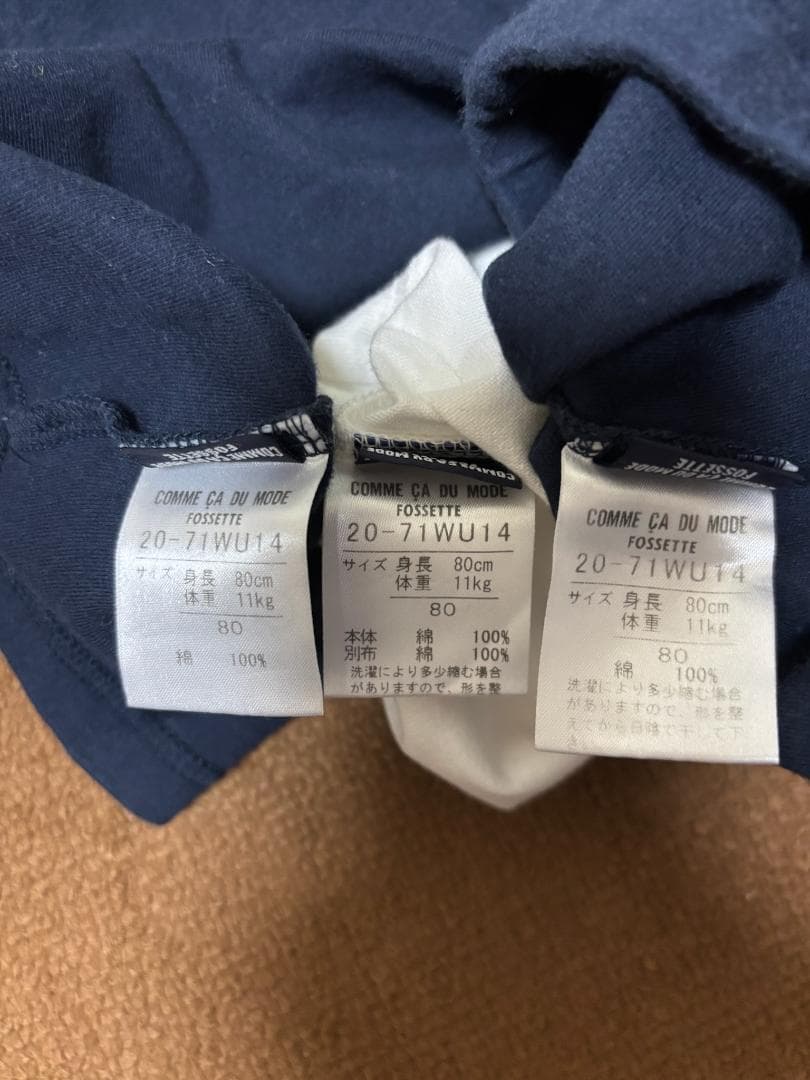 COMME ÇA DU MODE
FOSSETTE
20-71WU14
サイズ 身長 80cm
体重 11kg
80
綿 100%
COMME ÇA DU MODE
FOSSETTE
20-71WU14
サイズ 身長 80cm
体重 11kg
80
本体 綿 100%
別布 綿 100%
洗濯により多少縮む場合
がありますので、形を整
COMME ÇA DU MODE
FOSSETTE
20-71WU14
サイズ 身長 80cm
体重 11kg
80
綿 100%
洗濯により多少縮む場合
がありますので、形を整
えてから日陰で干して下
さ
FOSSETTE
FOSSETTE